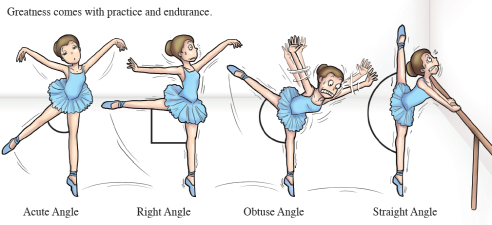 Greatness comes with practice and endurance.
Acute Angle
Right Angle
Obtuse Angle
Straight Angle